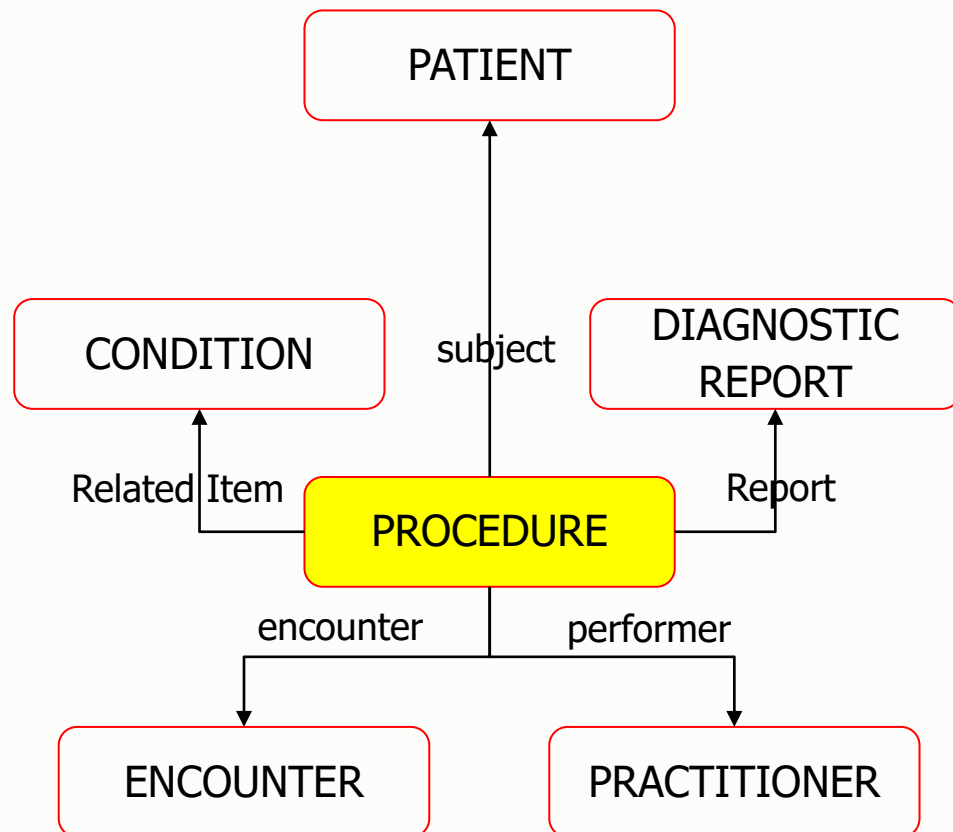 PATIENT
CONDITION
subject
DIAGNOSTIC
REPORT
Related Item
Report
PROCEDURE
encounter
performer
ENCOUNTER
PRACTITIONER